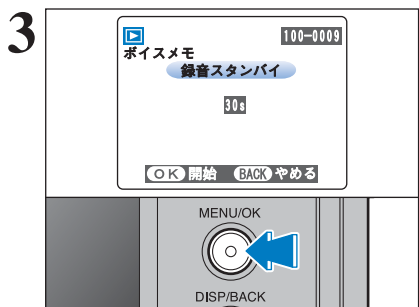 3
100-0009
ボイスメモ
録音スタンバイ
30s
OK 開始 BACK やめる
MENU/OK
DISP/BACK